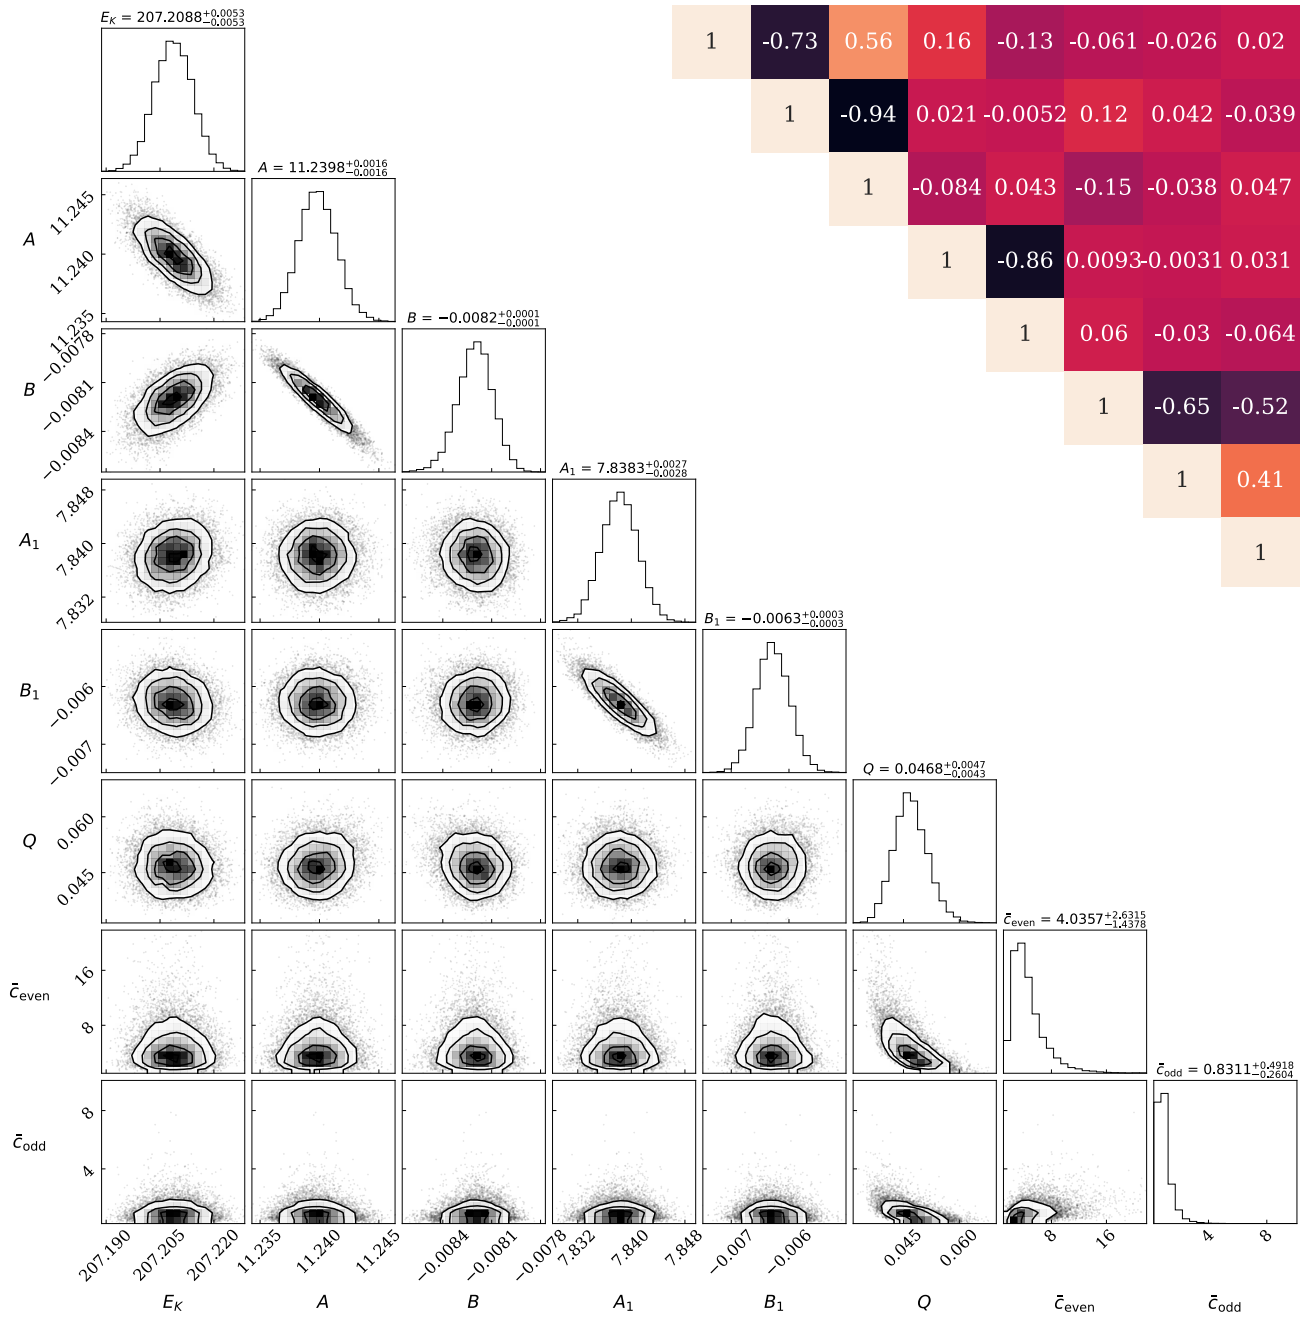 E_K = 207.2088^{+0.0053}_{-0.0053}
1 -0.73 0.56 0.16 -0.13 -0.061 -0.026 0.02
1 -0.94 0.021 -0.0052 0.12 0.042 -0.039
A = 11.2398^{+0.0016}_{-0.0016}
1 -0.084 0.043 -0.15 -0.038 0.047
A
11.245
11.240
11.235
1 -0.86 0.0093 -0.0031 0.031
B = −0.0082^{+0.0001}_{-0.0001}
1 0.06 -0.03 -0.064
B
−0.0078
−0.0081
−0.0084
1 -0.65 -0.52
A_1 = 7.8383^{+0.0027}_{-0.0028}
1 0.41
A_1
7.848
7.840
7.832
1
B_1 = −0.0063^{+0.0003}_{-0.0003}
B_1
−0.006
−0.007
Q = 0.0468^{+0.0047}_{-0.0043}
Q
0.060
0.045
c̄_even = 4.0357^{+2.6315}_{-1.4378}
c̄_even
16
8
c̄_odd = 0.8311^{+0.4918}_{-0.2604}
c̄_odd
8
4
207.190 207.205 207.220 11.235 11.240 11.245 −0.0084 −0.0081 −0.0078 7.832 7.840 7.848 −0.007 −0.006 0.045 0.060 8 16 4 8
E_K A B A_1 B_1 Q c̄_even c̄_odd